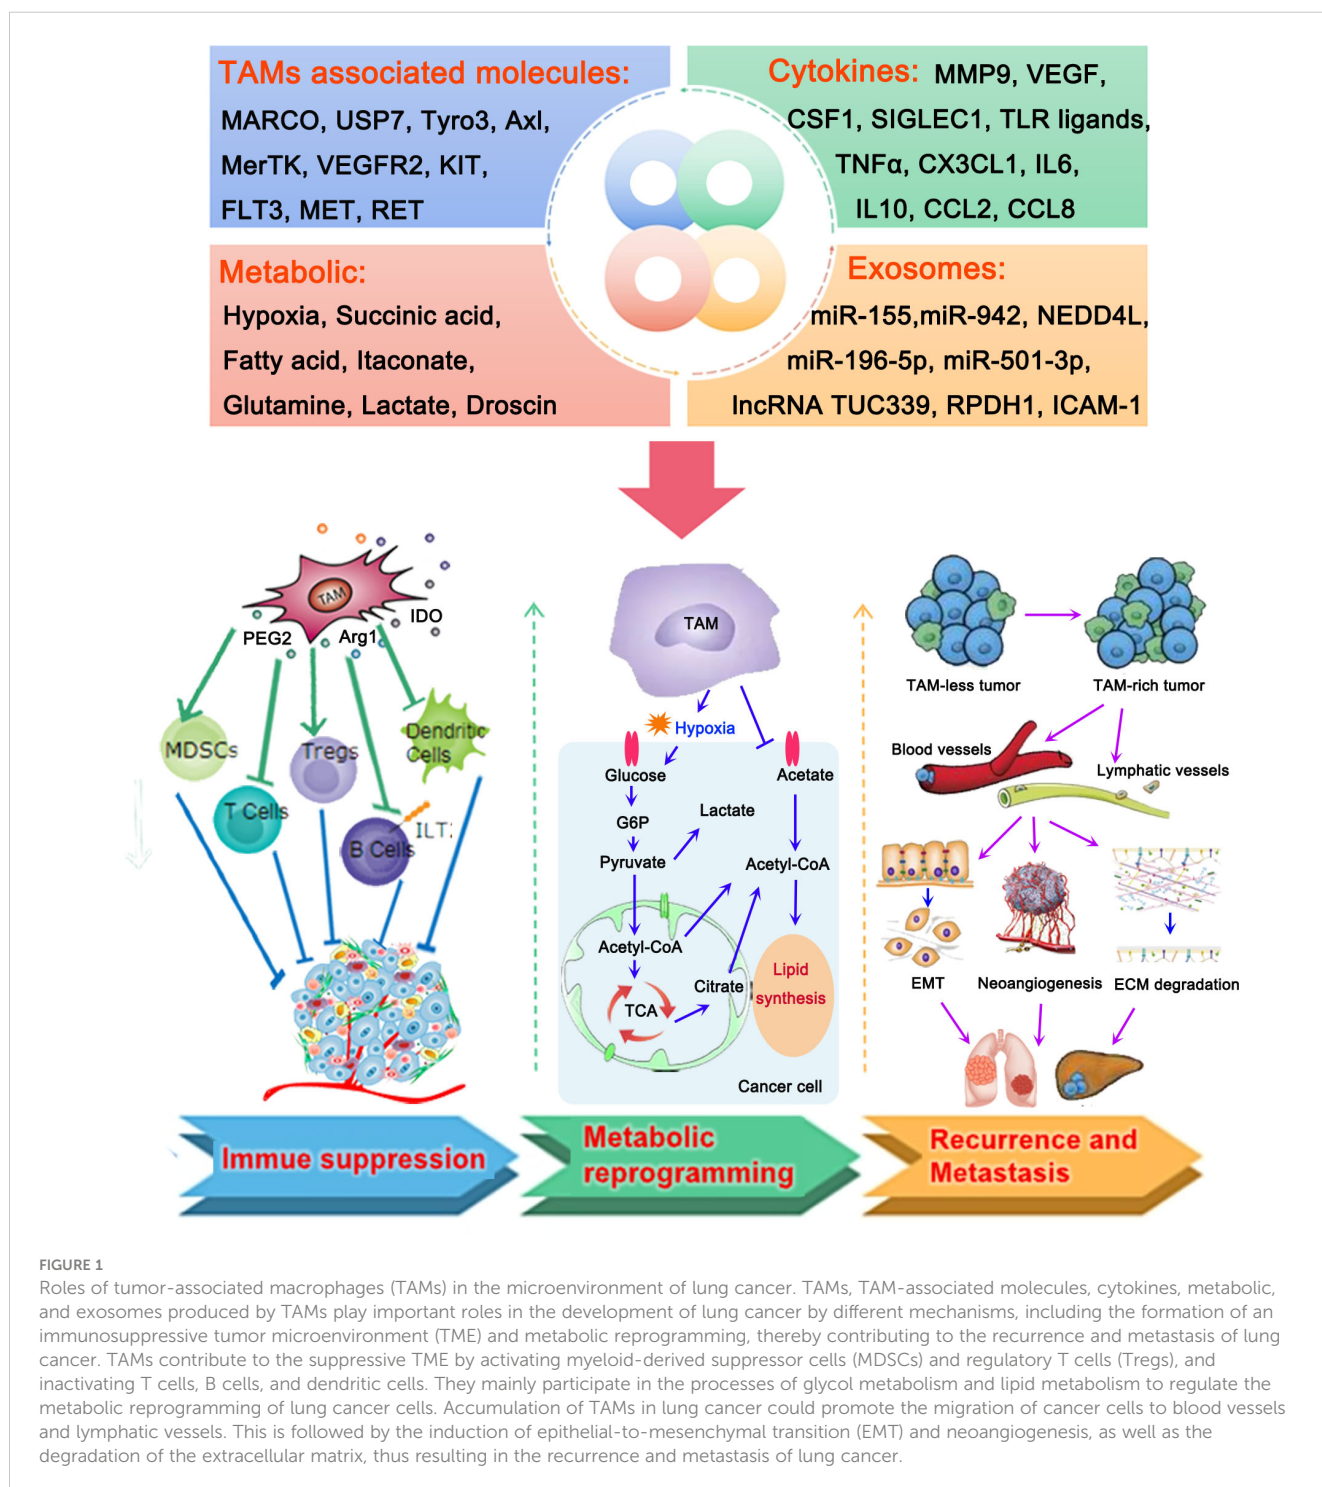 TAMs associated molecules:
MARCO, USP7, Tyro3, Axl,
MerTK, VEGFR2, KIT,
FLT3, MET, RET
Cytokines: MMP9, VEGF,
CSF1, SIGLEC1, TLR ligands,
TNFα, CX3CL1, IL6,
IL10, CCL2, CCL8
Metabolic:
Hypoxia, Succinic acid,
Fatty acid, Itaconate,
Glutamine, Lactate, Droscin
Exosomes:
miR-155,miR-942, NEDD4L,
miR-196-5p, miR-501-3p,
lncRNA TUC339, RPDH1, ICAM-1
TAM
IDO
PEG2
Arg1
MDSCs
Tregs
Dendritic
Cells
T Cells
B Cells
TAM
Hypoxia
Glucose
Acetate
G6P
Lactate
Pyruvate
Acetyl-CoA
Acetyl-CoA
Citrate
TCA
Lipid
synthesis
Cancer cell
TAM-less tumor
TAM-rich tumor
Blood vessels
Lymphatic vessels
EMT
Neoangiogenesis
ECM degradation
Immue suppression
Metabolic
reprogramming
Recurrence and
Metastasis
FIGURE 1
Roles of tumor-associated macrophages (TAMs) in the microenvironment of lung cancer. TAMs, TAM-associated molecules, cytokines, metabolic,
and exosomes produced by TAMs play important roles in the development of lung cancer by different mechanisms, including the formation of an
immunosuppressive tumor microenvironment (TME) and metabolic reprogramming, thereby contributing to the recurrence and metastasis of lung
cancer. TAMs contribute to the suppressive TME by activating myeloid-derived suppressor cells (MDSCs) and regulatory T cells (Tregs), and
inactivating T cells, B cells, and dendritic cells. They mainly participate in the processes of glycol metabolism and lipid metabolism to regulate the
metabolic reprogramming of lung cancer cells. Accumulation of TAMs in lung cancer could promote the migration of cancer cells to blood vessels
and lymphatic vessels. This is followed by the induction of epithelial-to-mesenchymal transition (EMT) and neoangiogenesis, as well as the
degradation of the extracellular matrix, thus resulting in the recurrence and metastasis of lung cancer.